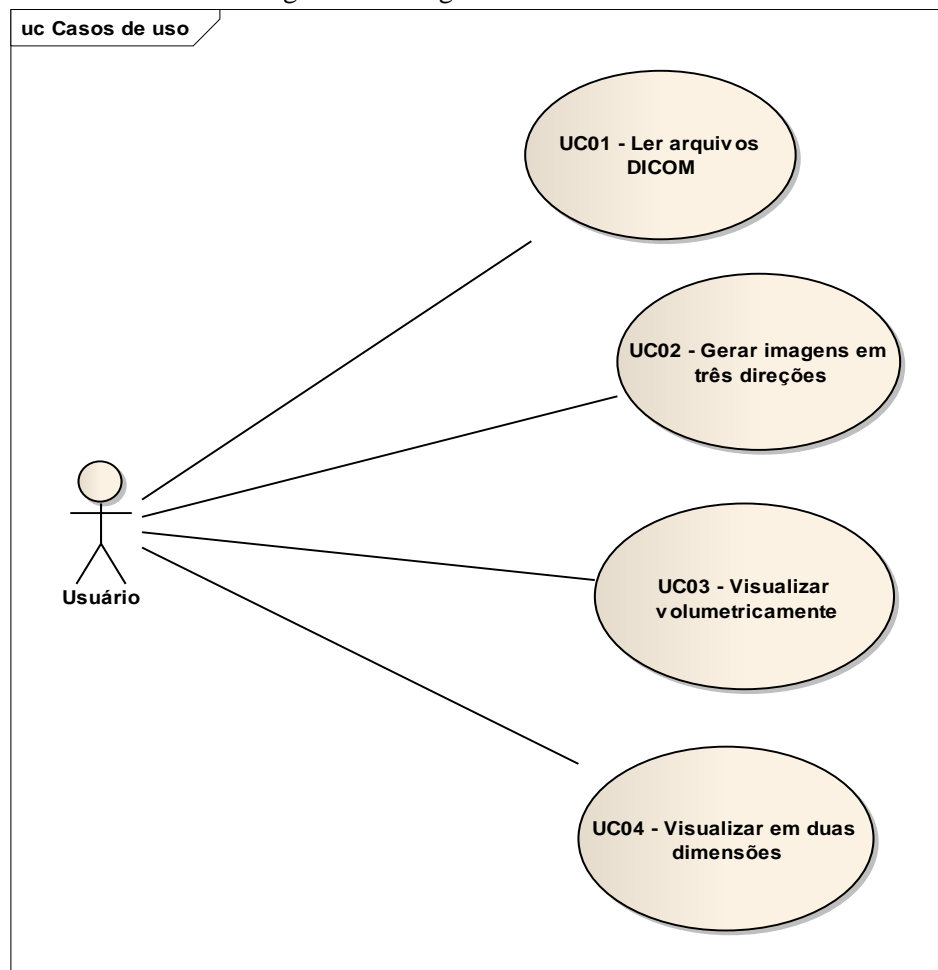 uc Casos de uso
UC01 - Ler arquivos
DICOM
UC02 - Gerar imagens em
três direções
UC03 - Visualizar
volumetricamente
Usuário
UC04 - Visualizar em duas
dimensões